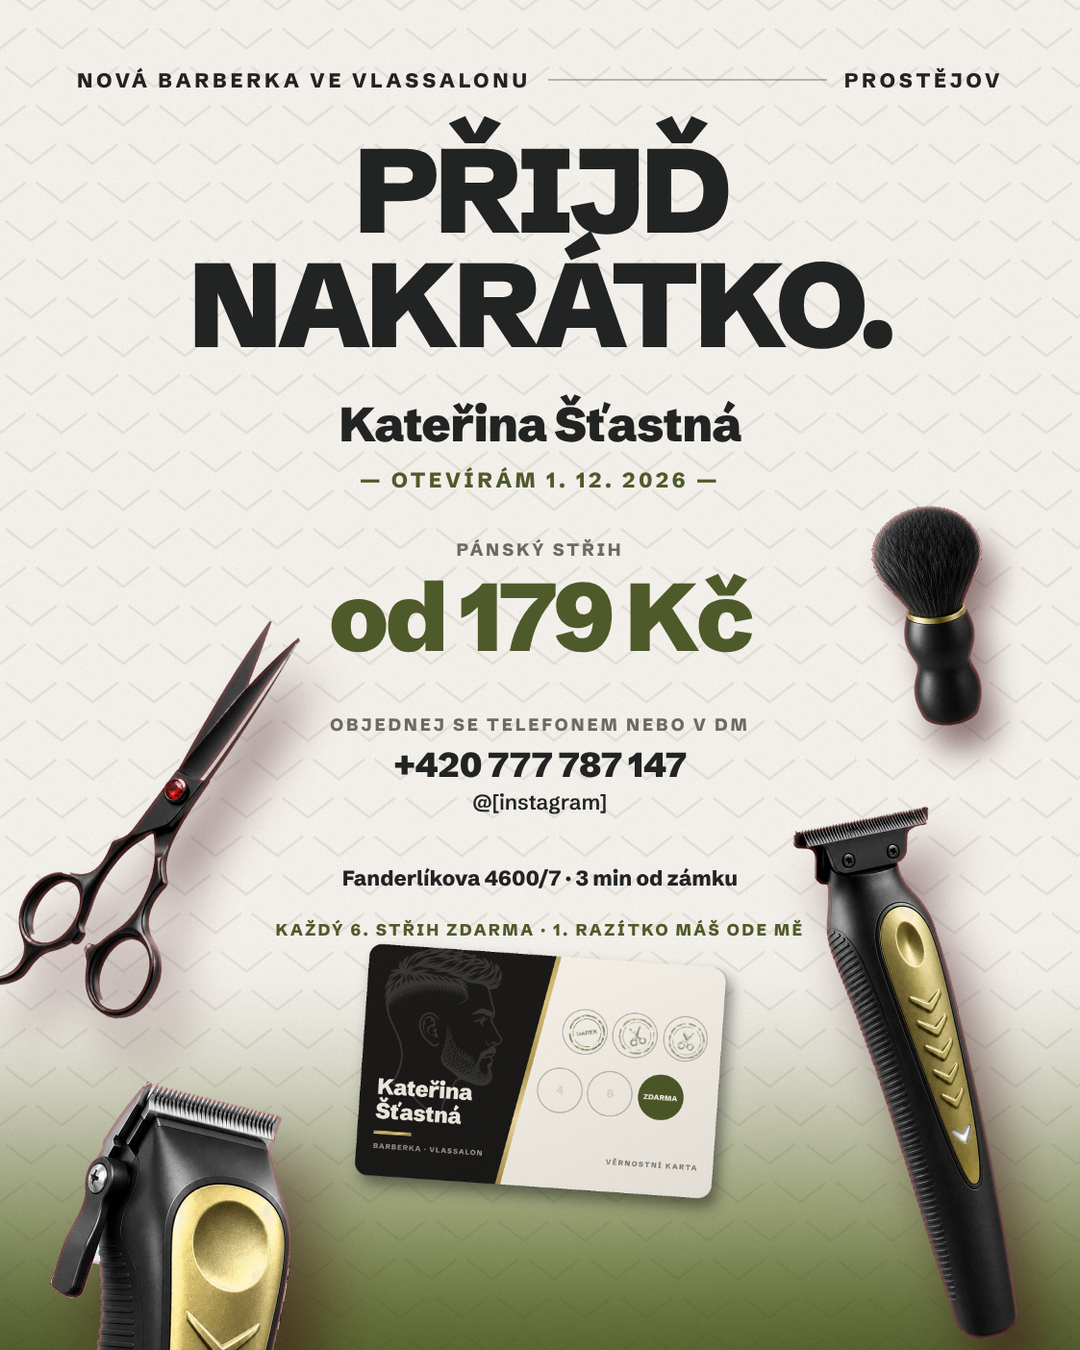 NOVÁ BARBERKA VE VLASSALONU
PROSTĚJOV
PŘIJĎ
NAKRÁTKO.
Kateřina Šťastná
— OTEVÍRÁM 1. 12. 2026 —
PÁNSKÝ STŘIH
od 179 Kč
OBJEDNEJ SE TELEFONEM NEBO V DM
+420 777 787 147
@[instagram]
Fanderlíkova 4600/7 · 3 min od zámku
KAŽDÝ 6. STŘIH ZDARMA · 1. RAZÍTKO MÁŠ ODE MĚ
Kateřina
Šťastná
BARBERKA · VLASSALON
4
5
ZDARMA
VĚRNOSTNÍ KARTA